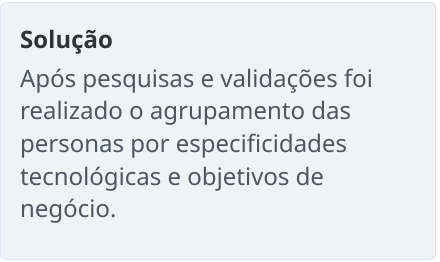 Solução
Após pesquisas e validações foi
realizado o agrupamento das
personas por especificidades
tecnológicas e objetivos de
negócio.